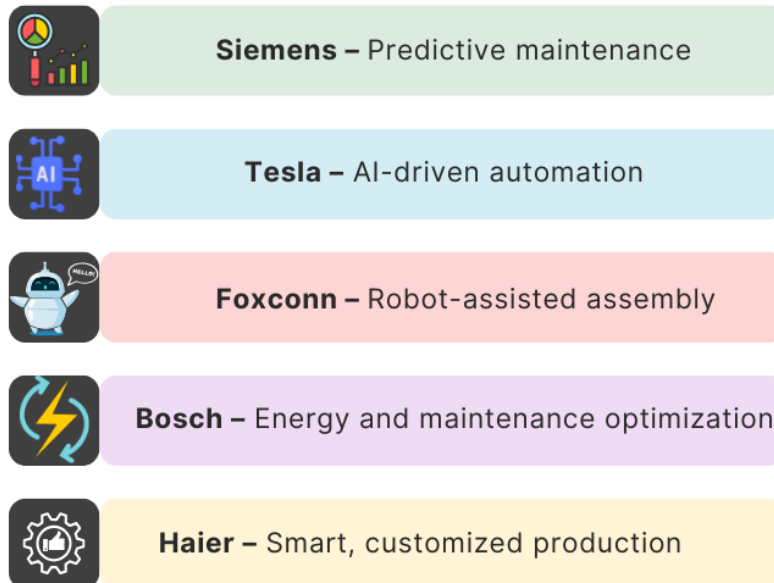 Siemens – Predictive maintenance
AI
Tesla – AI-driven automation
HELLO!
Foxconn – Robot-assisted assembly
Bosch – Energy and maintenance optimization
Haier – Smart, customized production